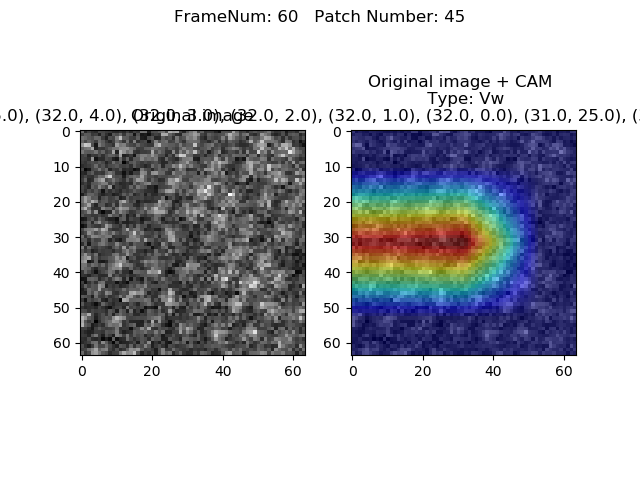 FrameNum: 60   Patch Number: 45
Original image + CAM
Type: Vw
.0), (32.0, 4.0), (32.0, 3.0), (32.0, 2.0), (32.0, 1.0), (32.0, 0.0), (31.0, 25.0), (3
Original image
0
10
20
30
40
50
60
0 20 40 60
0
10
20
30
40
50
60
0 20 40 60